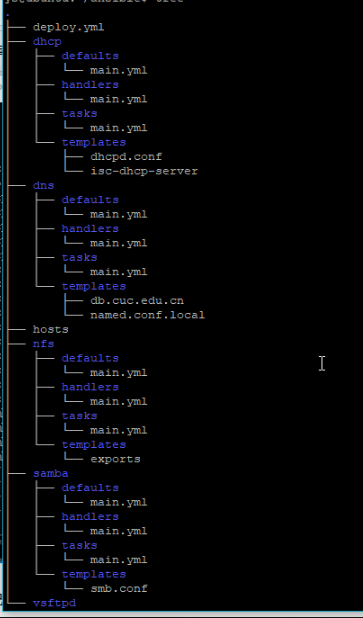 .
├── deploy.yml
├── dhcp
│   ├── defaults
│   │   └── main.yml
│   ├── handlers
│   │   └── main.yml
│   ├── tasks
│   │   └── main.yml
│   └── templates
│       ├── dhcpd.conf
│       └── isc-dhcp-server
├── dns
│   ├── defaults
│   │   └── main.yml
│   ├── handlers
│   │   └── main.yml
│   ├── tasks
│   │   └── main.yml
│   └── templates
│       ├── db.cuc.edu.cn
│       └── named.conf.local
├── hosts
├── nfs
│   ├── defaults
│   │   └── main.yml
│   ├── handlers
│   │   └── main.yml
│   ├── tasks
│   │   └── main.yml
│   └── templates
│       └── exports
├── samba
│   ├── defaults
│   │   └── main.yml
│   ├── handlers
│   │   └── main.yml
│   ├── tasks
│   │   └── main.yml
│   └── templates
│       └── smb.conf
└── vsftpd